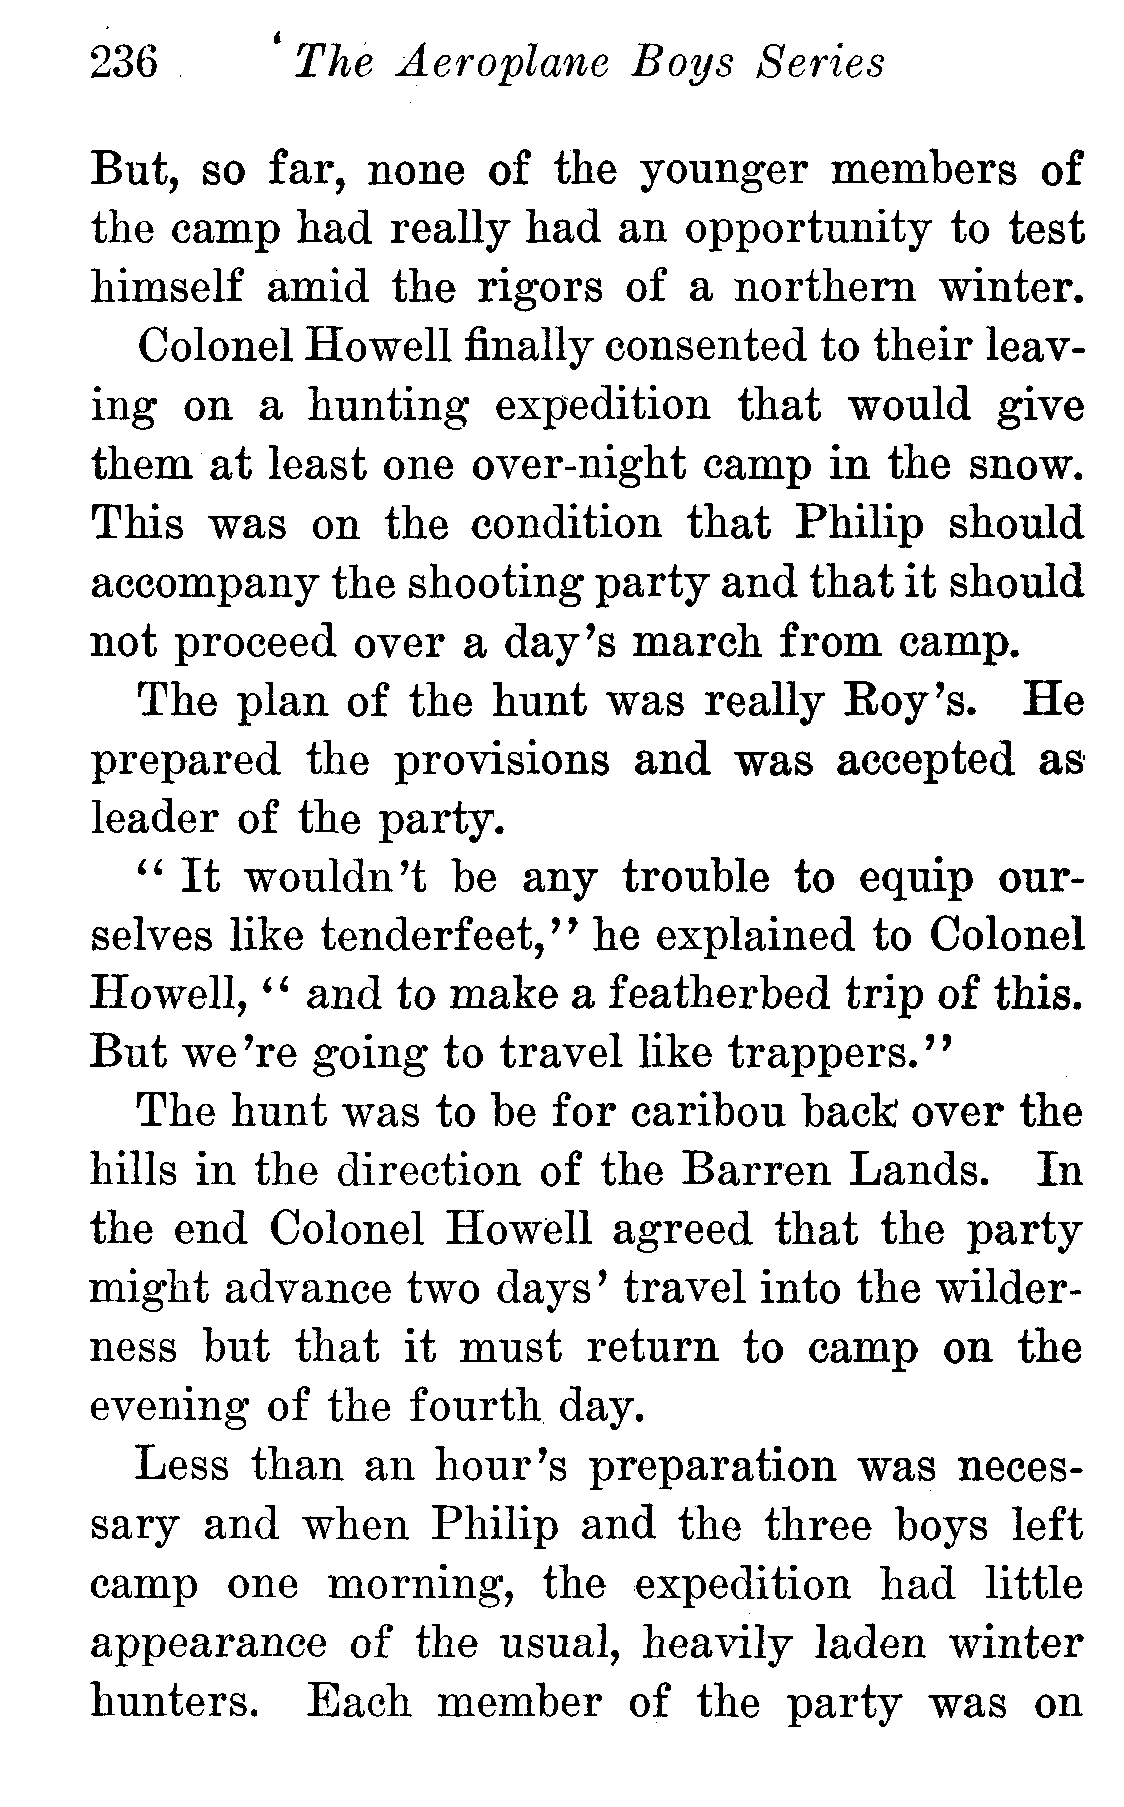 236 The Aeroplane Boys Series
But, so far, none of the younger members of
the camp had really had an opportunity to test
himself amid the rigors of a northern winter.
Colonel Howell finally consented to their leav-
ing on a hunting expedition that would give
them at least one over-night camp in the snow.
This was on the condition that Philip should
accompany the shooting party and that it should
not proceed over a day's march from camp.
The plan of the hunt was really Roy's. He
prepared the provisions and was accepted as
leader of the party.
“ It wouldn't be any trouble to equip our-
selves like tenderfeet,” he explained to Colonel
Howell, “ and to make a featherbed trip of this.
But we're going to travel like trappers.”
The hunt was to be for caribou back over the
hills in the direction of the Barren Lands. In
the end Colonel Howell agreed that the party
might advance two days' travel into the wilder-
ness but that it must return to camp on the
evening of the fourth day.
Less than an hour's preparation was neces-
sary and when Philip and the three boys left
camp one morning, the expedition had little
appearance of the usual, heavily laden winter
hunters. Each member of the party was on